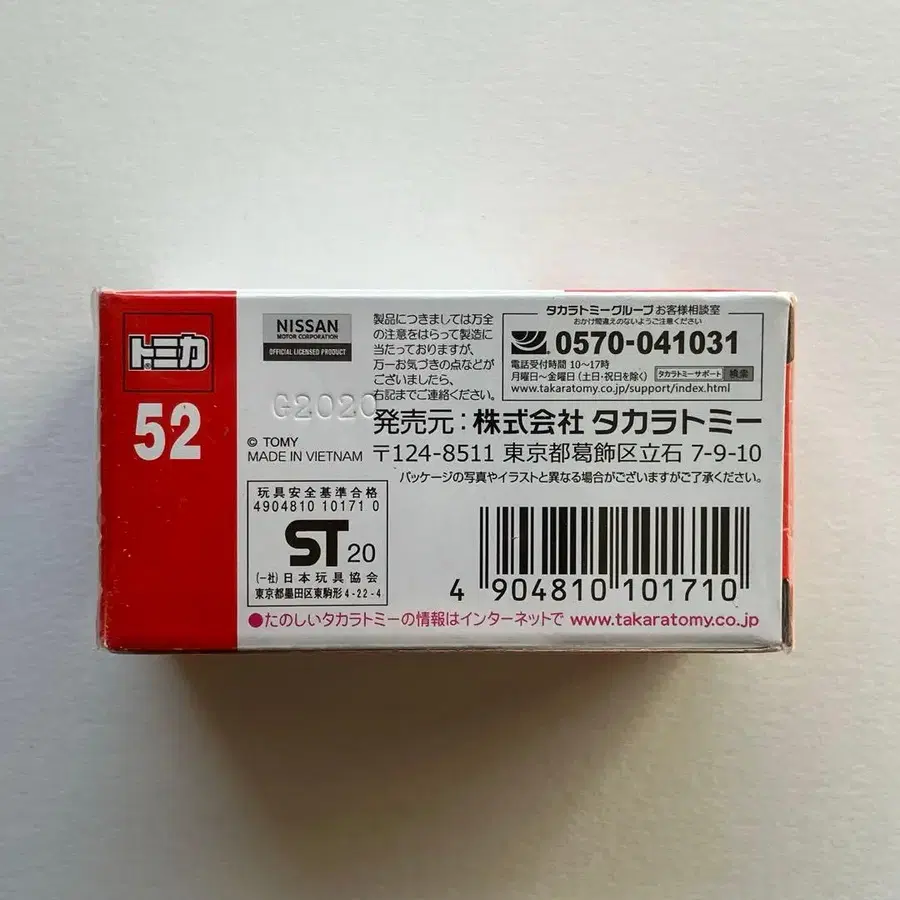 トミカ
52
NISSAN
MOTOR CORPORATION
OFFICIAL LICENSED PRODUCT
G2020
© TOMY
MADE IN VIETNAM
製品につきましては万全
の注意をはらって製造に
当たっておりますが、
万一お気づきの点などが
ございましたら、
右記までご連絡ください。
タカラトミーグループお客様相談室
おかけ間違えのないようご注意ください
0570-041031
電話受付時間 10〜17時
月曜日〜金曜日(土・祝日を除く)
タカラトミーサポート 検索
www.takaratomy.co.jp/support/index.html
発売元:株式会社 タカラトミー
〒124-8511 東京都葛飾区立石 7-9-10
パッケージの写真やイラストと異なる場合がございますがご了承ください。
玩具安全基準合格
4904810 10171 0
ST 20
(一社)日本玩具協会
東京都墨田区東駒形4-22-4
4 904810 101710
●たのしいタカラトミーの情報はインターネットで www.takaratomy.co.jp